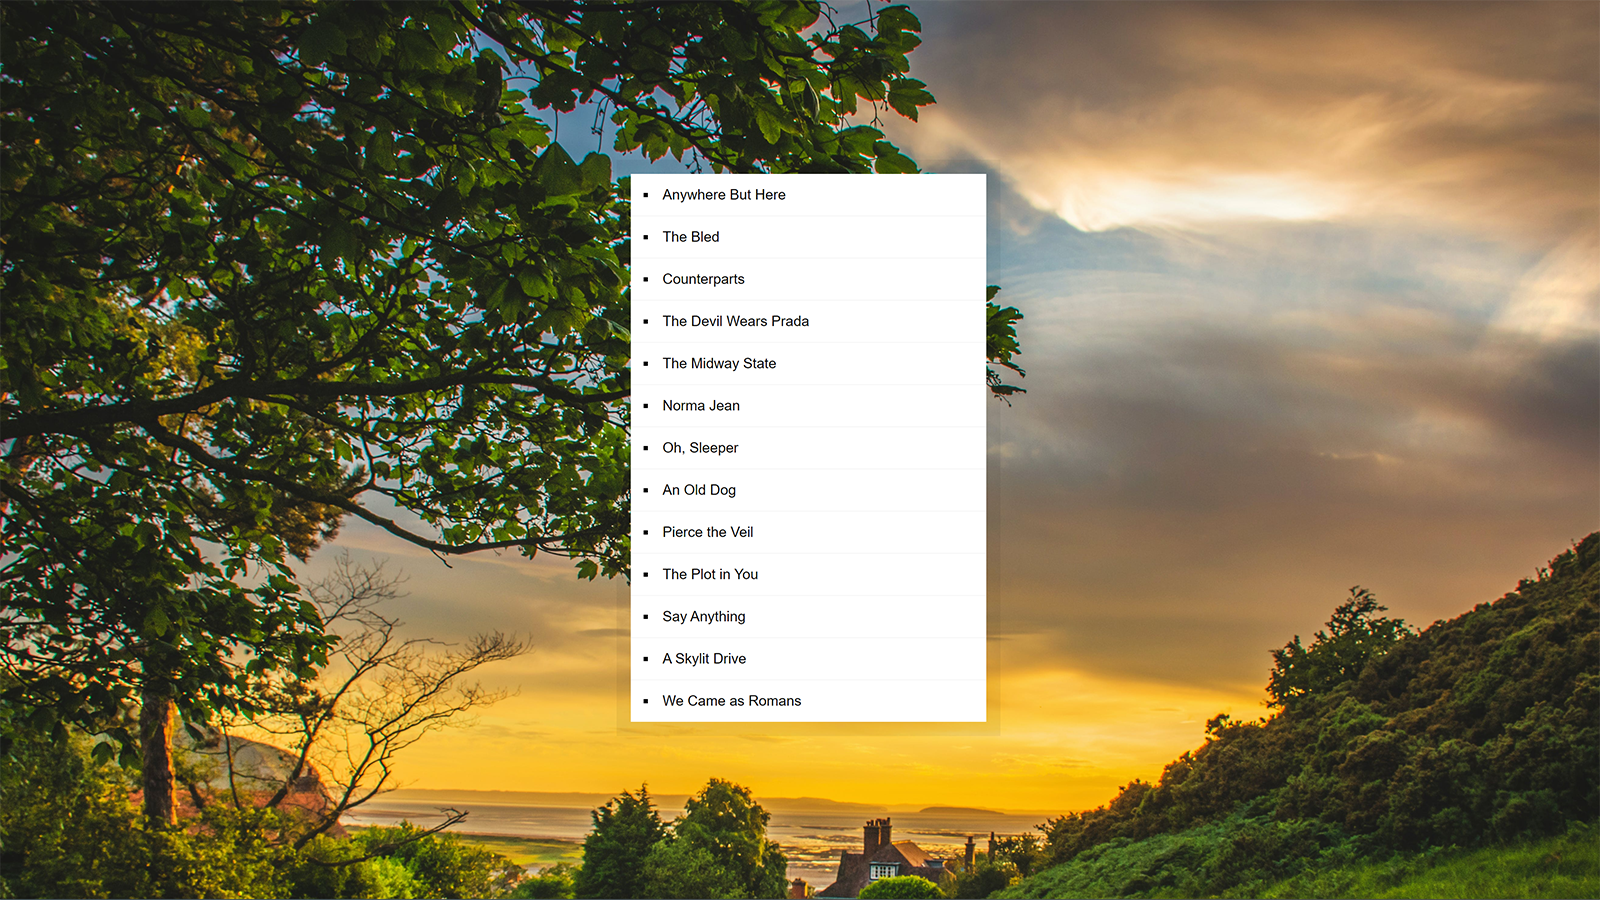 Anywhere But Here
The Bled
Counterparts
The Devil Wears Prada
The Midway State
Norma Jean
Oh, Sleeper
An Old Dog
Pierce the Veil
The Plot in You
Say Anything
A Skylit Drive
We Came as Romans